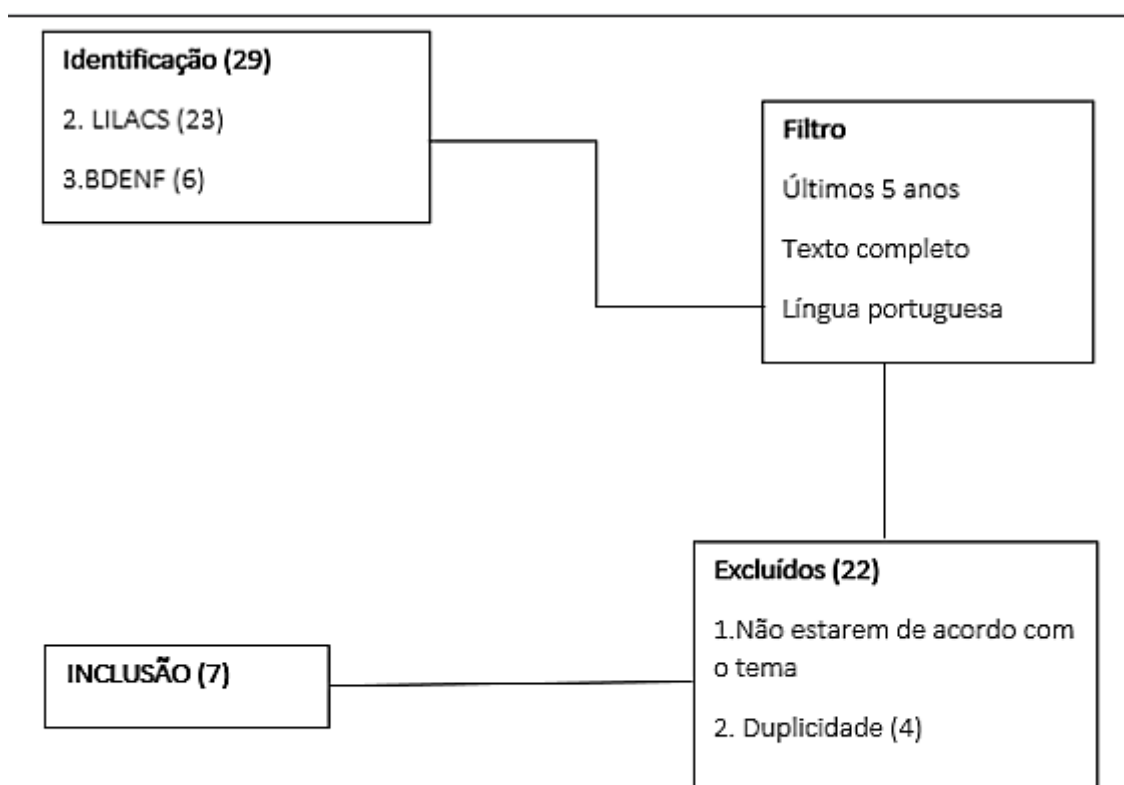 Identificação (29)
2. LILACS (23)
3.BDENF (6)
Filtro
Últimos 5 anos
Texto completo
Língua portuguesa
Excluídos (22)
1.Não estarem de acordo com
o tema
2. Duplicidade (4)
INCLUSÃO (7)